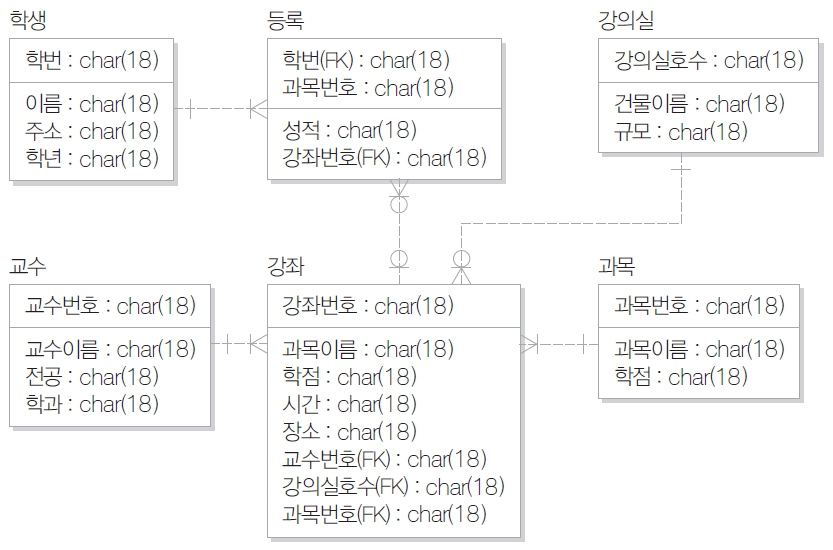 학생
학번 : char(18)
이름 : char(18)
주소 : char(18)
학년 : char(18)
등록
학번(FK) : char(18)
과목번호 : char(18)
성적 : char(18)
강좌번호(FK) : char(18)
강의실
강의실호수 : char(18)
건물이름 : char(18)
규모 : char(18)
교수
교수번호 : char(18)
교수이름 : char(18)
전공 : char(18)
학과 : char(18)
강좌
강좌번호 : char(18)
과목이름 : char(18)
학점 : char(18)
시간 : char(18)
장소 : char(18)
교수번호(FK) : char(18)
강의실호수(FK) : char(18)
과목번호(FK) : char(18)
과목
과목번호 : char(18)
과목이름 : char(18)
학점 : char(18)